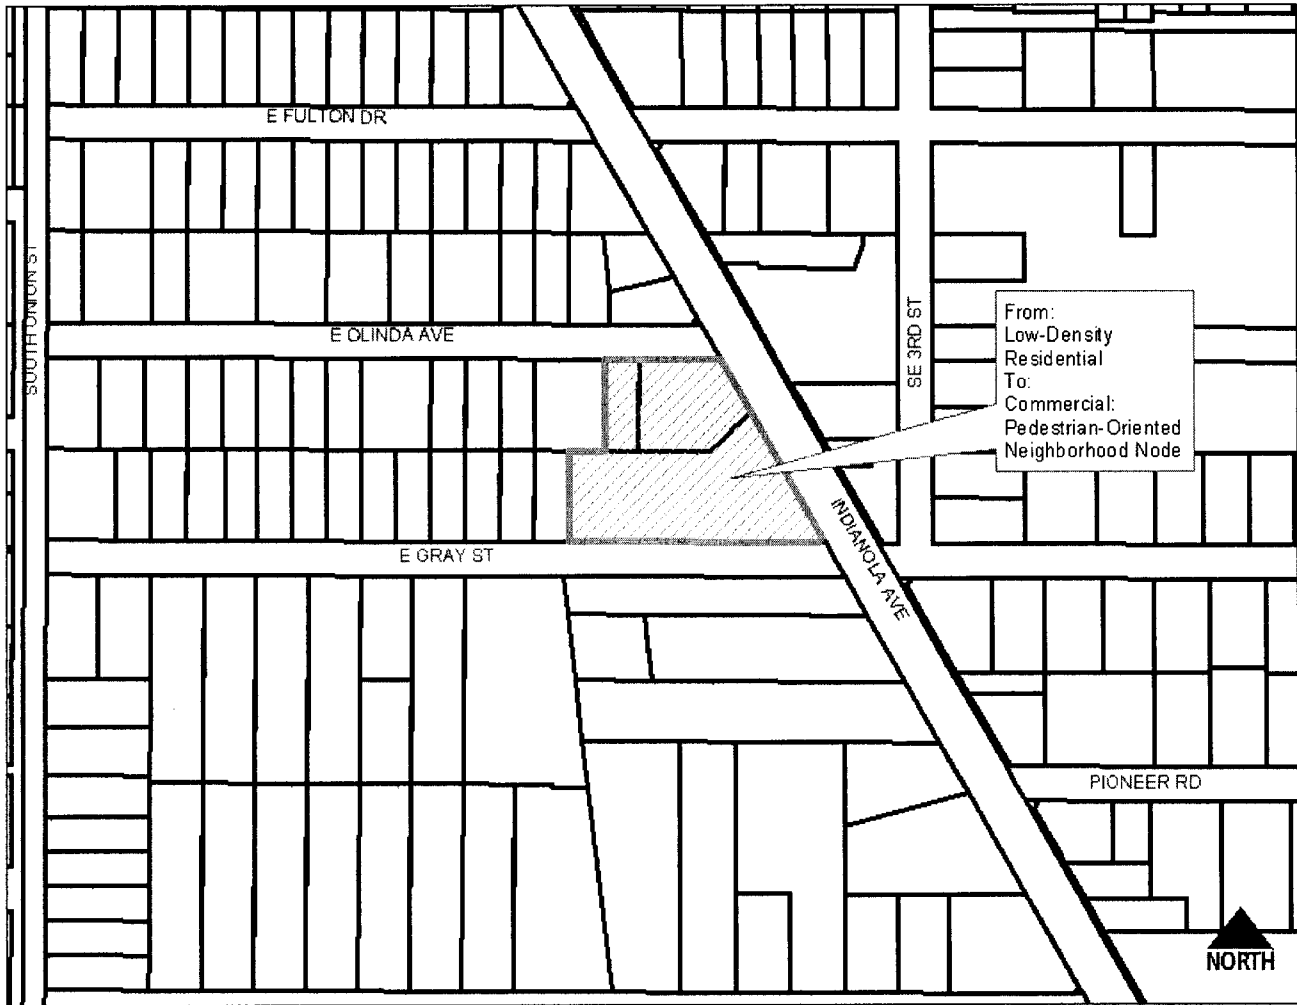 E FULTON DR
SOUTH UNION ST
E OLINDA AVE
SE 3RD ST
From:
Low-Density
Residential
To:
Commercial:
Pedestrian-Oriented
Neighborhood Node
INDIANOLA AVE
E GRAY ST
PIONEER RD
NORTH